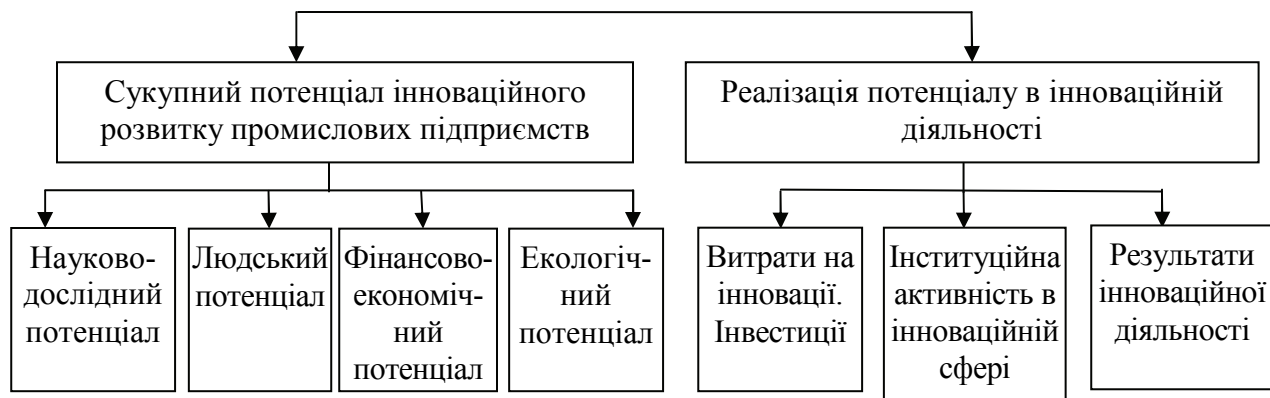 Сукупний потенціал інноваційного
розвитку промислових підприємств
Реалізація потенціалу в інноваційній
діяльності
Науково-
дослідний
потенціал
Людський
потенціал
Фінансово-
економіч-
ний
потенціал
Екологіч-
ний
потенціал
Витрати на
інновації.
Інвестиції
Інституційна
активність в
інноваційній
сфері
Результати
інноваційної
діяльності